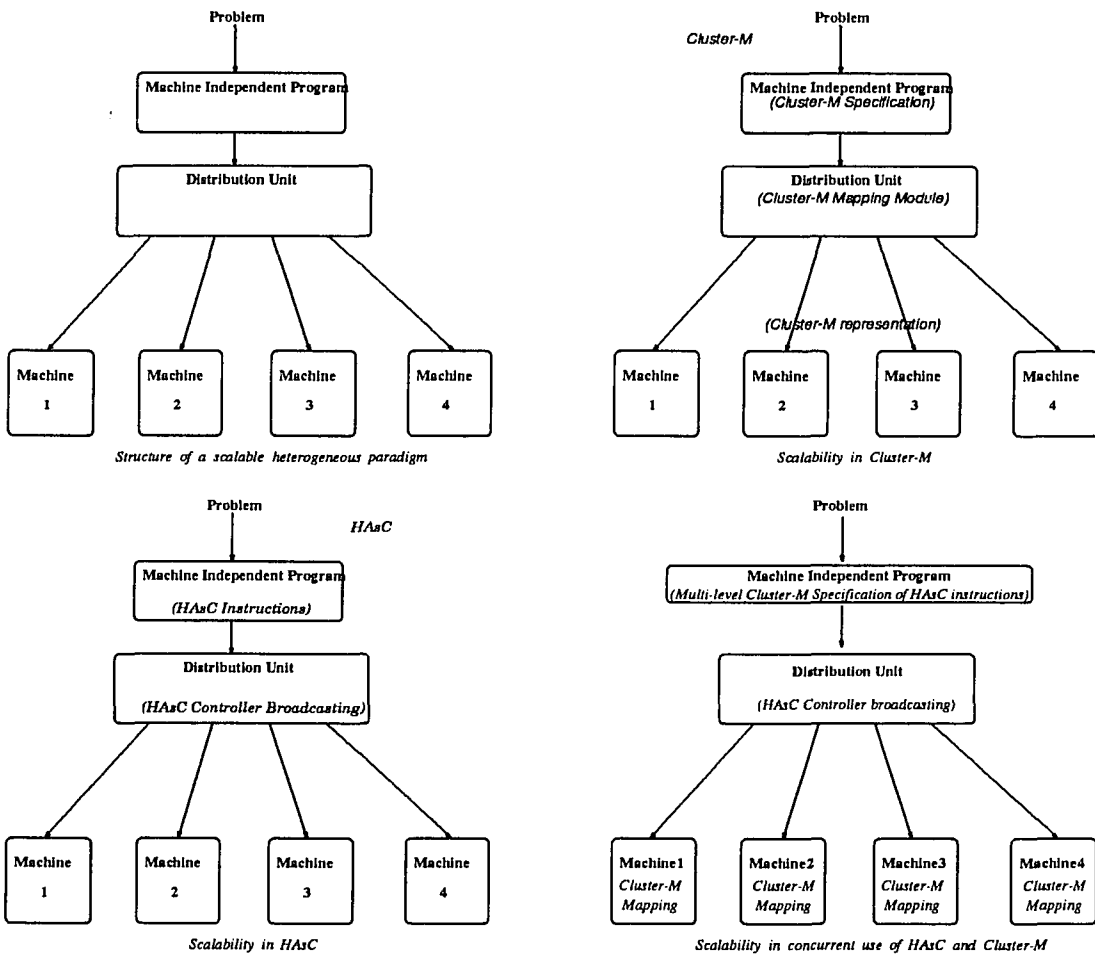 Problem
Machine Independent Program
Distribution Unit
Machine
1
Machine
2
Machine
3
Machine
4
Structure of a scalable heterogeneous paradigm
Cluster-M
Problem
Machine Independent Program
(Cluster-M Specification)
Distribution Unit
(Cluster-M Mapping Module)
(Cluster-M representation)
Machine
1
Machine
2
Machine
3
Machine
4
Scalability in Cluster-M
Problem
HAsC
Machine Independent Program
(HAsC Instructions)
Distribution Unit
(HAsC Controller Broadcasting)
Machine
1
Machine
2
Machine
3
Machine
4
Scalability in HAsC
Problem
Machine Independent Program
(Multi-level Cluster-M Specification of HAsC instructions)
Distribution Unit
(HAsC Controller broadcasting)
Machine1
Cluster-M
Mapping
Machine2
Cluster-M
Mapping
Machine3
Cluster-M
Mapping
Machine4
Cluster-M
Mapping
Scalability in concurrent use of HAsC and Cluster-M